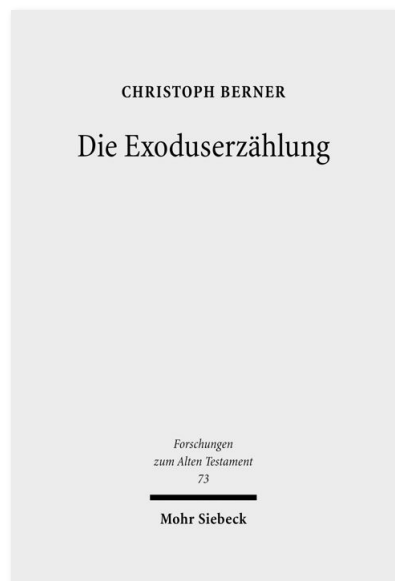 CHRISTOPH BERNER
Die Exoduserzählung
Forschungen
zum Alten Testament
73
Mohr Siebeck